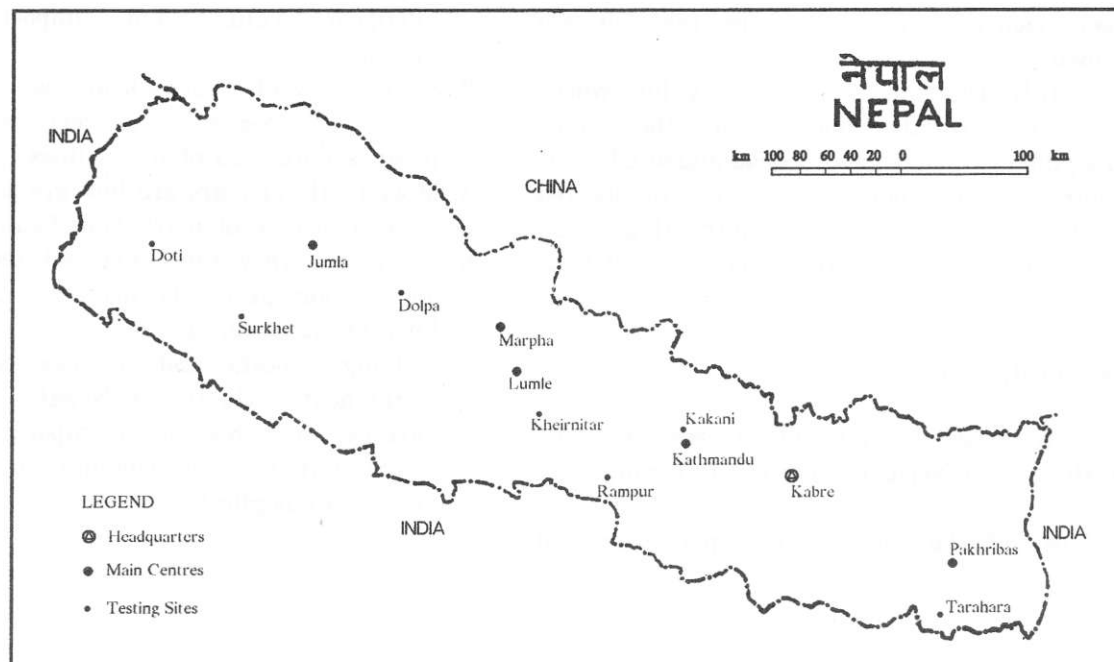 नेपाल
NEPAL
km 100 80 60 40 20 0 100 km
INDIA
CHINA
Doti
Jumla
Dolpa
Surkhet
Marpha
Lumle
Kheirnitar
Kakani
Kathmandu
Rampur
Kabre
LEGEND
Headquarters
Main Centres
Testing Sites
INDIA
INDIA
Pakhribas
Tarahara